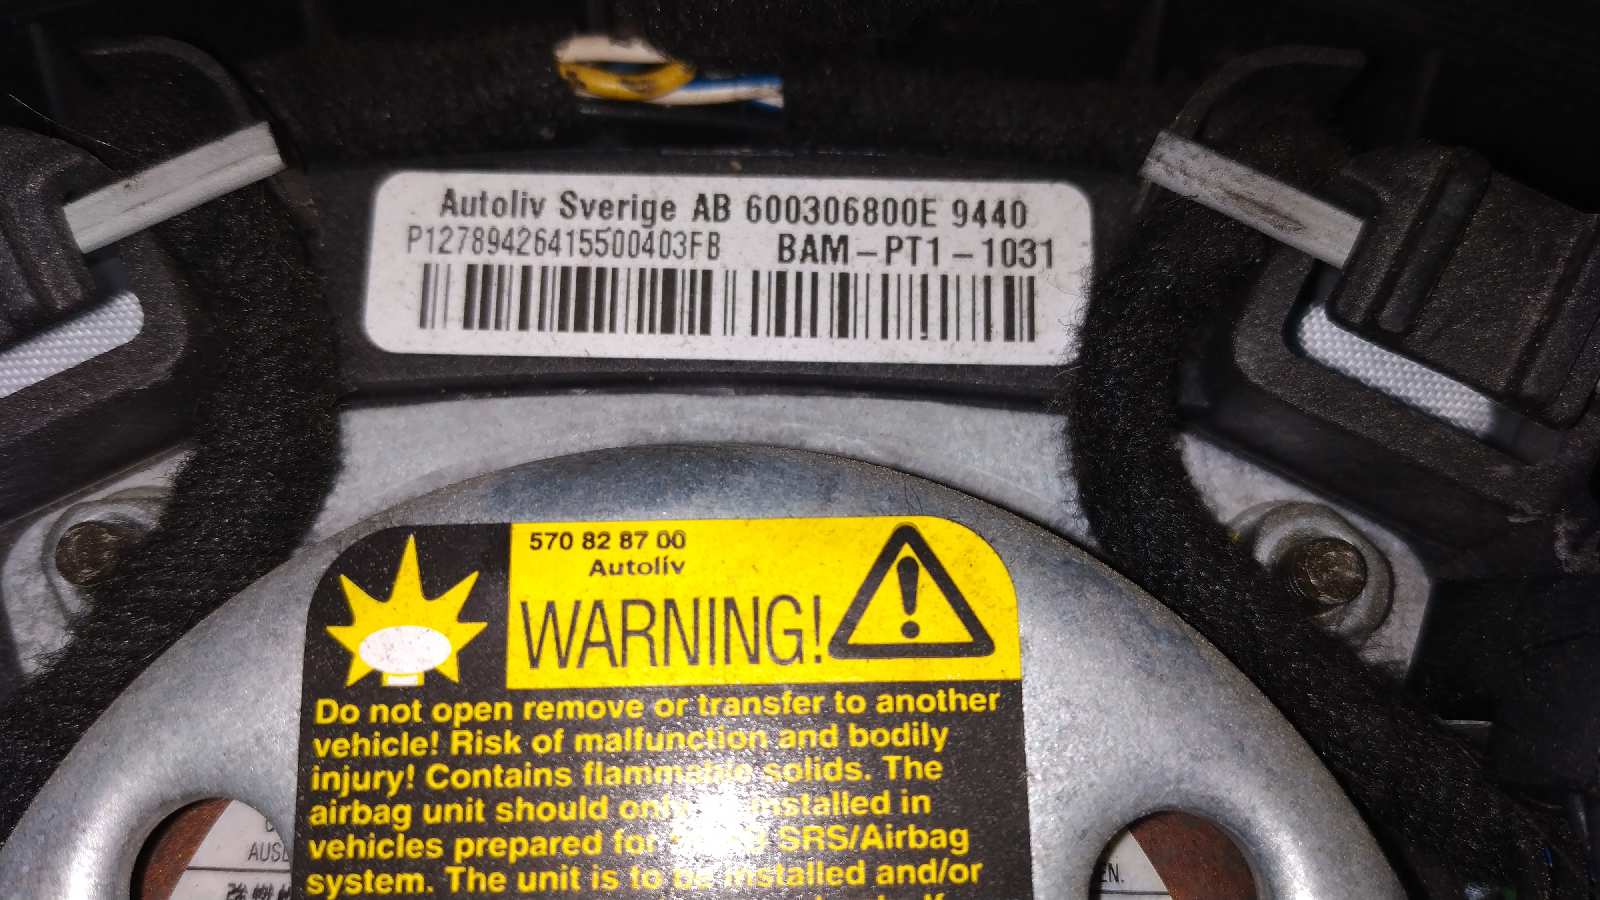 Autoliv Sverige AB 600306800E 9440
P12789426415500403FB BAM-PT1-1031
570 82 87 00
Autoliv
WARNING!
Do not open remove or transfer to another
vehicle! Risk of malfunction and bodily
injury! Contains flammable solids. The
airbag unit should only installed in
vehicles prepared for SRS/Airbag
system. The unit is to be installed and/or